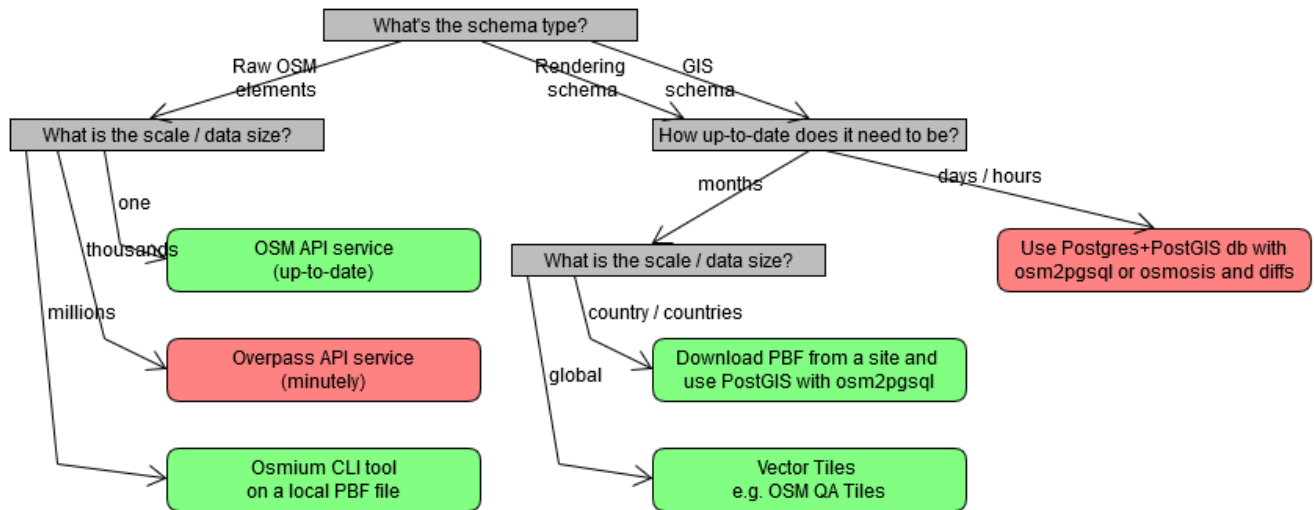 What's the schema type?
Raw OSM
elements
Rendering
schema
GIS
schema
What is the scale / data size?
How up-to-date does it need to be?
one
thousands
millions
months
days / hours
OSM API service
(up-to-date)
What is the scale / data size?
Use Postgres+PostGIS db with
osm2pgsql or osmosis and diffs
country / countries
global
Overpass API service
(minutely)
Download PBF from a site and
use PostGIS with osm2pgsql
Osmium CLI tool
on a local PBF file
Vector Tiles
e.g. OSM QA Tiles